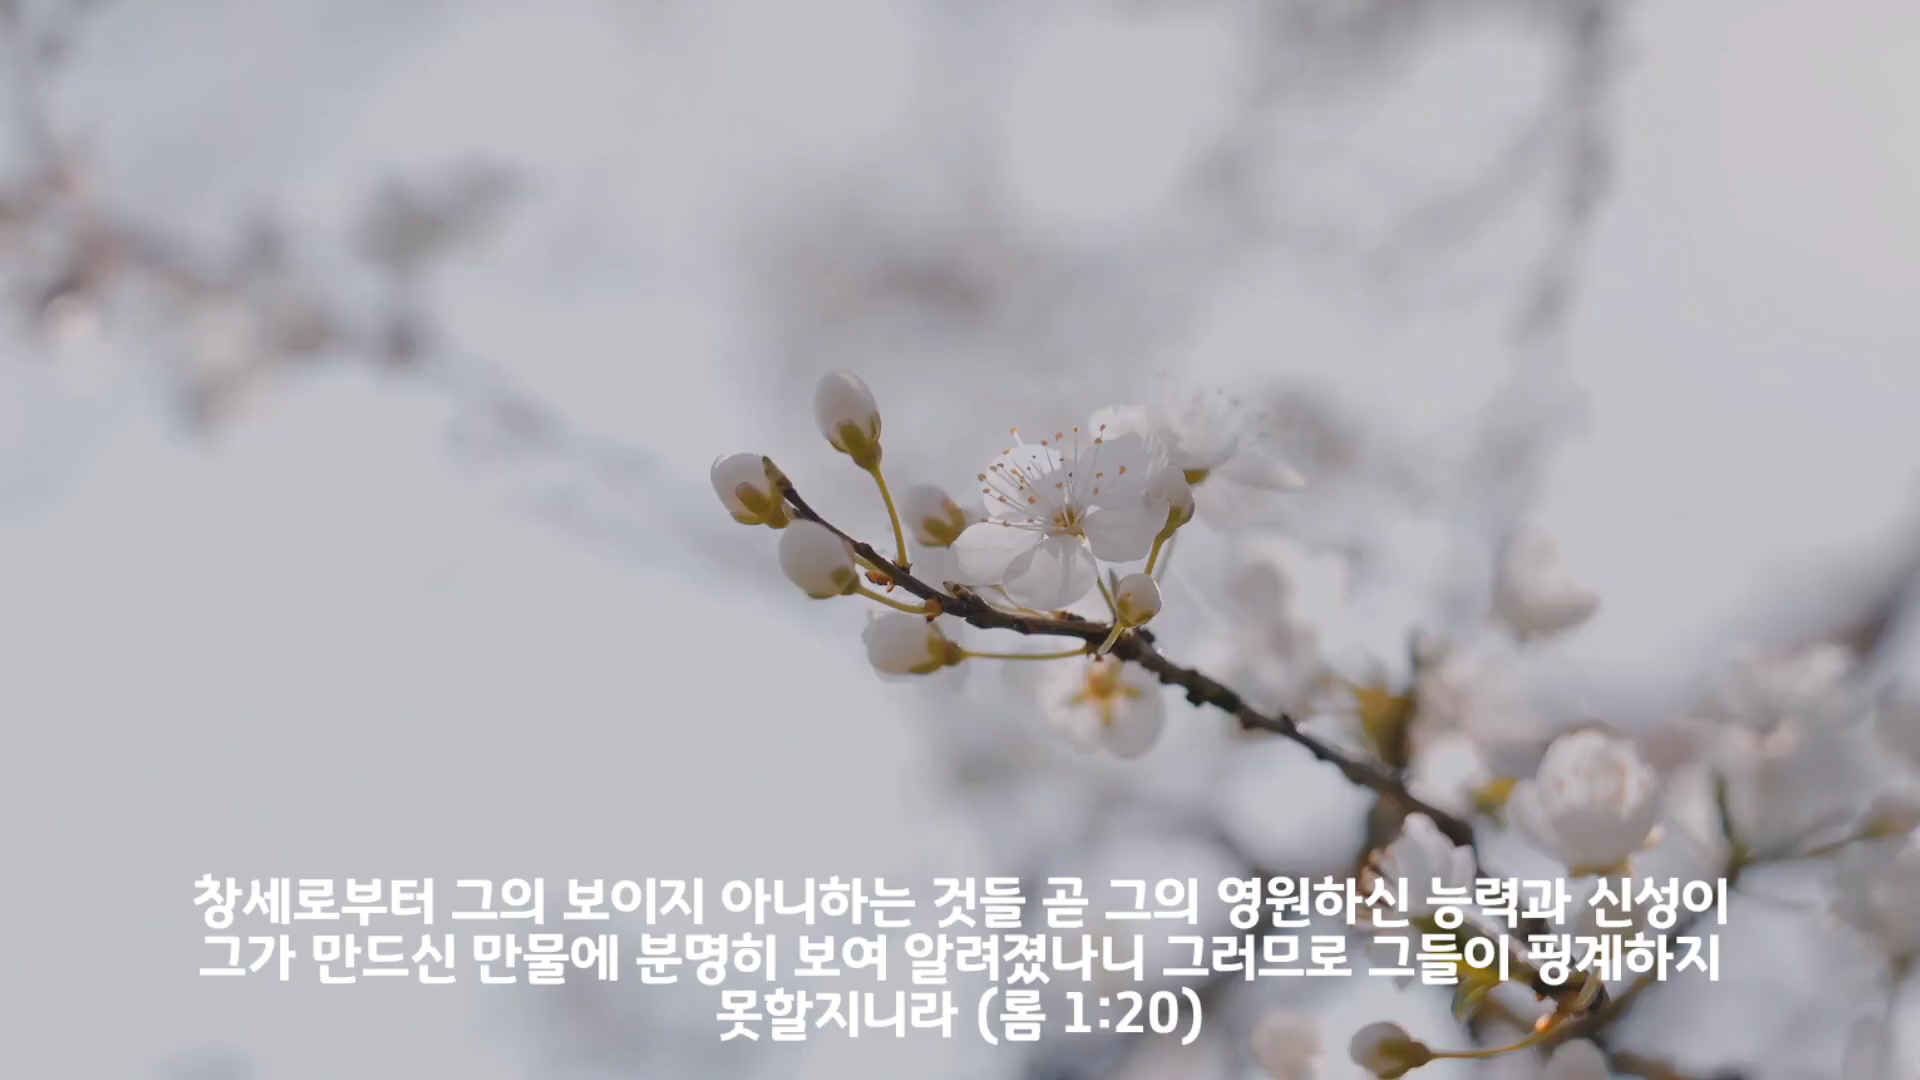 창세로부터 그의 보이지 아니하는 것들 곧 그의 영원하신 능력과 신성이
그가 만드신 만물에 분명히 보여 알려졌나니 그러므로 그들이 핑계하지
못할지니라 (롬 1:20)